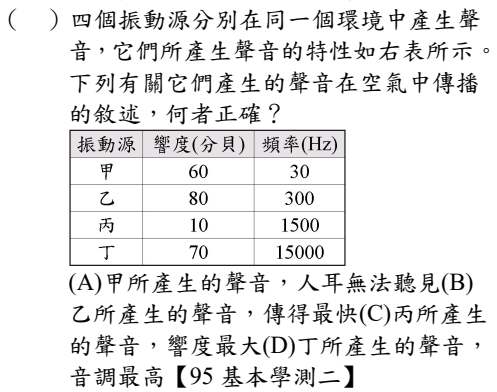 (　)四個振動源分別在同一個環境中產生聲
音，它們所產生聲音的特性如右表所示。
下列有關它們產生的聲音在空氣中傳播
的敘述，何者正確？
振動源 響度(分貝) 頻率(Hz)
甲 60 30
乙 80 300
丙 10 1500
丁 70 15000
(A)甲所產生的聲音，人耳無法聽見(B)
乙所產生的聲音，傳得最快(C)丙所產生
的聲音，響度最大(D)丁所產生的聲音，
音調最高【95 基本學測二】